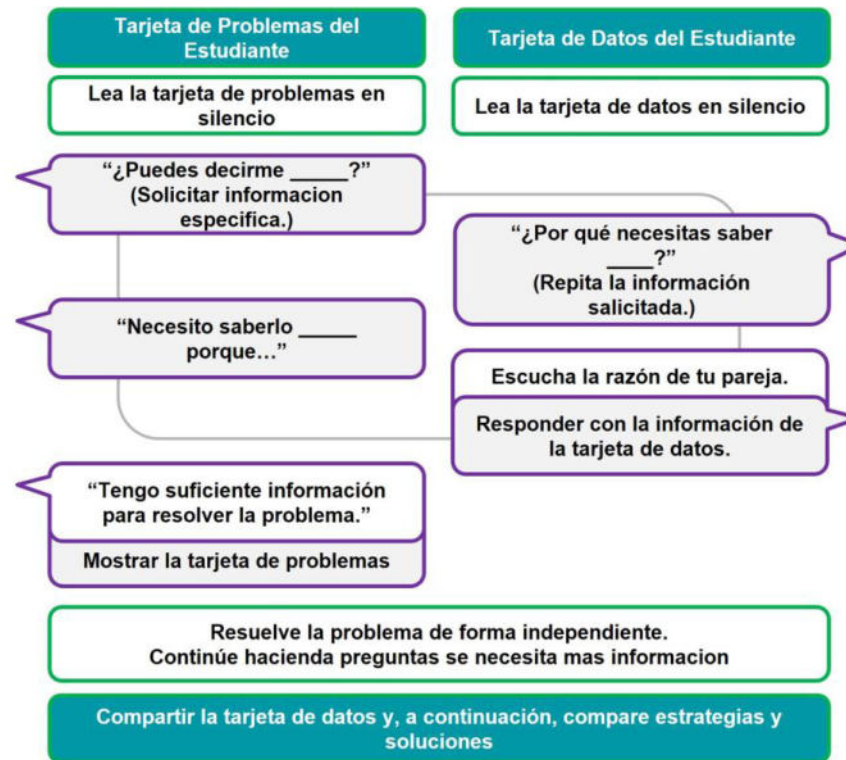 Tarjeta de Problemas del
Estudiante
Tarjeta de Datos del Estudiante
Lea la tarjeta de problemas en
silencio
Lea la tarjeta de datos en silencio
“¿Puedes decirme _____?”
(Solicitar informacion
especifica.)
“¿Por qué necesitas saber
____?”
(Repita la información
salicitada.)
“Necesito saberlo _____
porque…”
Escucha la razón de tu pareja.
Responder con la información de
la tarjeta de datos.
“Tengo suficiente información
para resolver la problema.”
Mostrar la tarjeta de problemas
Resuelve la problema de forma independiente.
Continúe hacienda preguntas se necesita mas informacion
Compartir la tarjeta de datos y, a continuación, compare estrategias y
soluciones